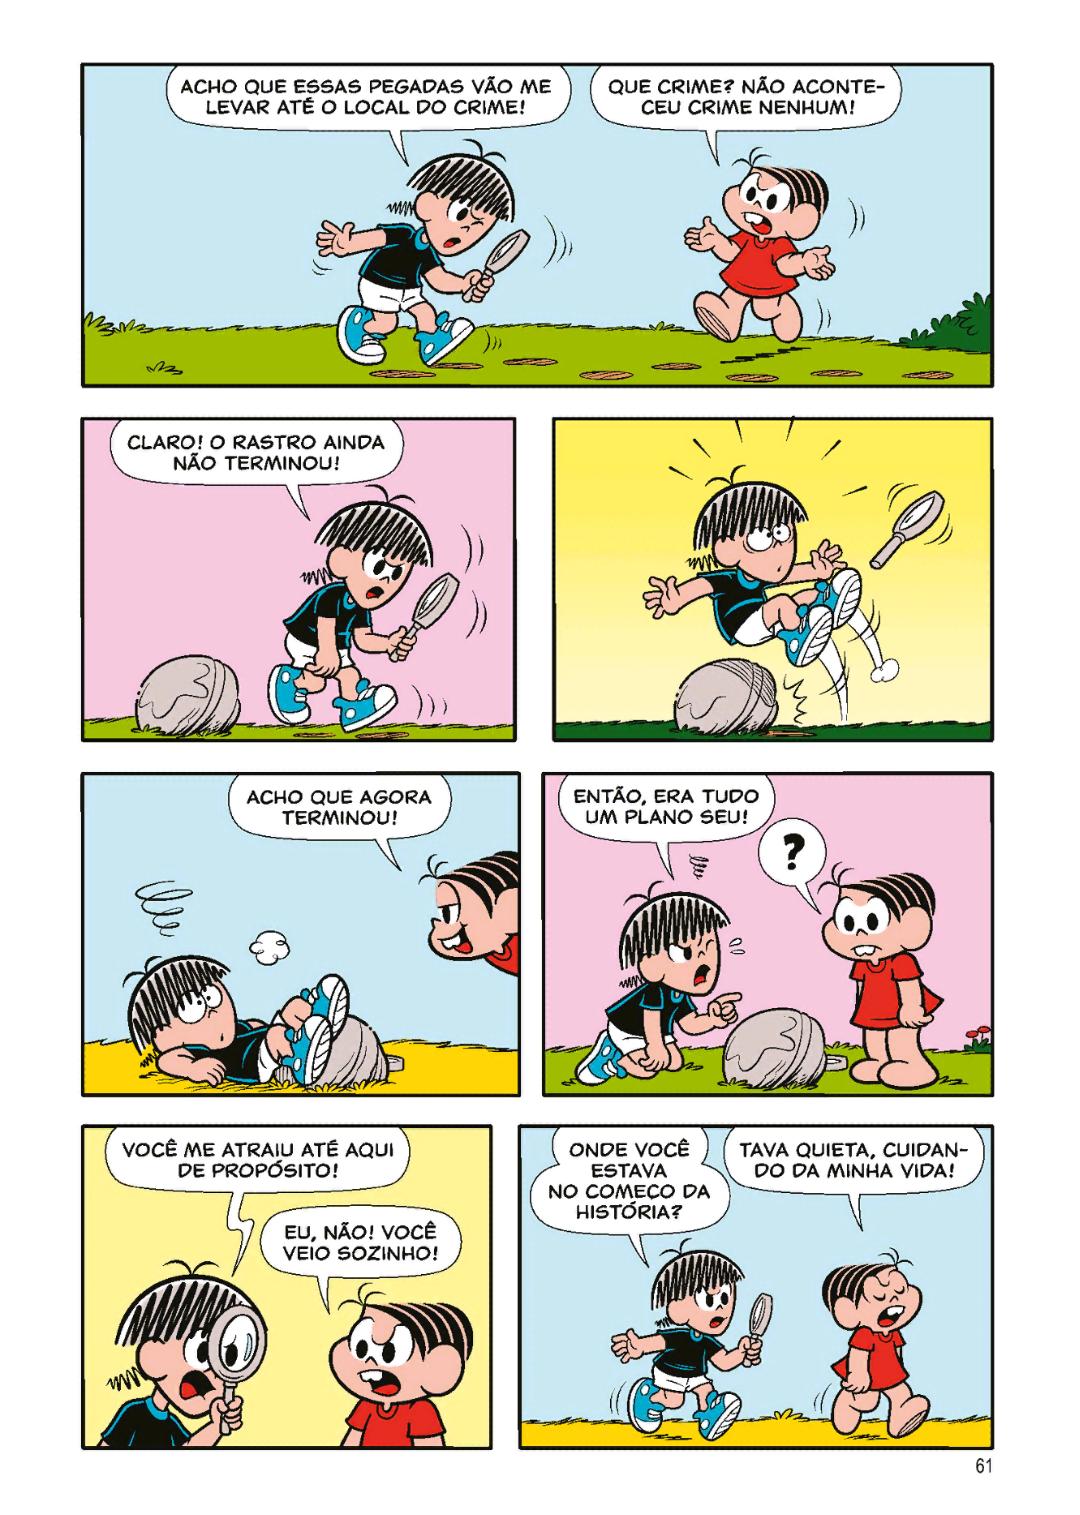 ACHO QUE ESSAS PEGADAS VÃO ME
LEVAR ATÉ O LOCAL DO CRIME!
QUE CRIME? NÃO ACONTE-
CEU CRIME NENHUM!
CLARO! O RASTRO AINDA
NÃO TERMINOU!
ACHO QUE AGORA
TERMINOU!
ENTÃO, ERA TUDO
UM PLANO SEU!
?
VOCÊ ME ATRAIU ATÉ AQUI
DE PROPÓSITO!
EU, NÃO! VOCÊ
VEIO SOZINHO!
ONDE VOCÊ
ESTAVA
NO COMEÇO DA
HISTÓRIA?
TAVA QUIETA, CUIDAN-
DO DA MINHA VIDA!
61